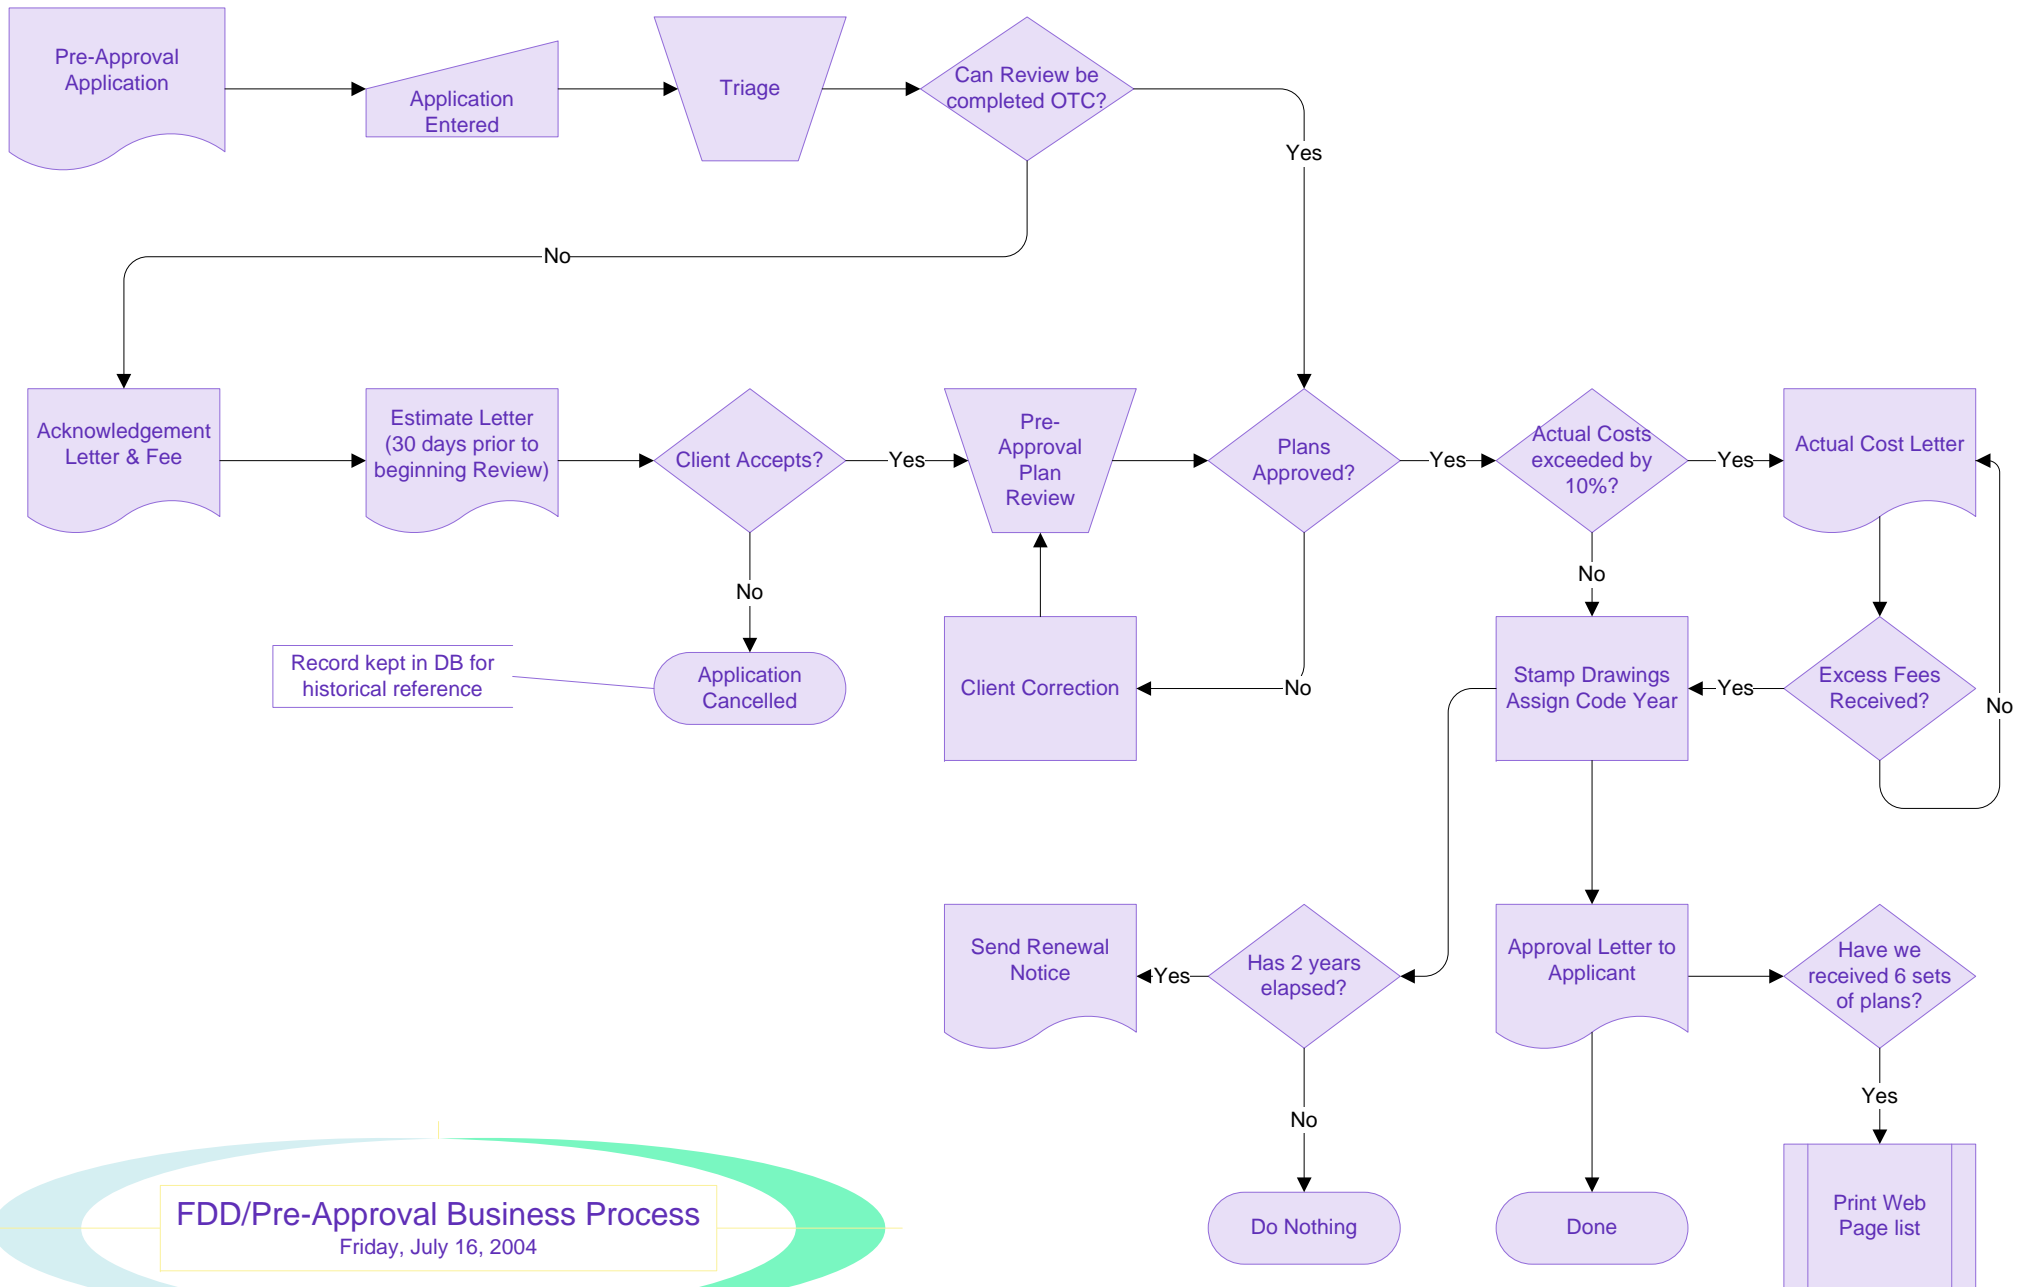 Pre-Approval
Application
Application
Entered
Triage
Can Review be
completed OTC?
Yes
No
Acknowledgement
Letter & Fee
Estimate Letter
(30 days prior to
beginning Review)
Client Accepts?
Yes
Pre-
Approval
Plan
Review
Plans
Approved?
Yes
Actual Costs
exceeded by
10%?
Yes
Actual Cost Letter
No
No
Record kept in DB for
historical reference
Application
Cancelled
Client Correction
No
Stamp Drawings
Assign Code Year
Yes
Excess Fees
Received?
No
Send Renewal
Notice
Yes
Has 2 years
elapsed?
Approval Letter to
Applicant
Have we
received 6 sets
of plans?
No
Yes
FDD/Pre-Approval Business Process
Friday, July 16, 2004
Do Nothing
Done
Print Web
Page list